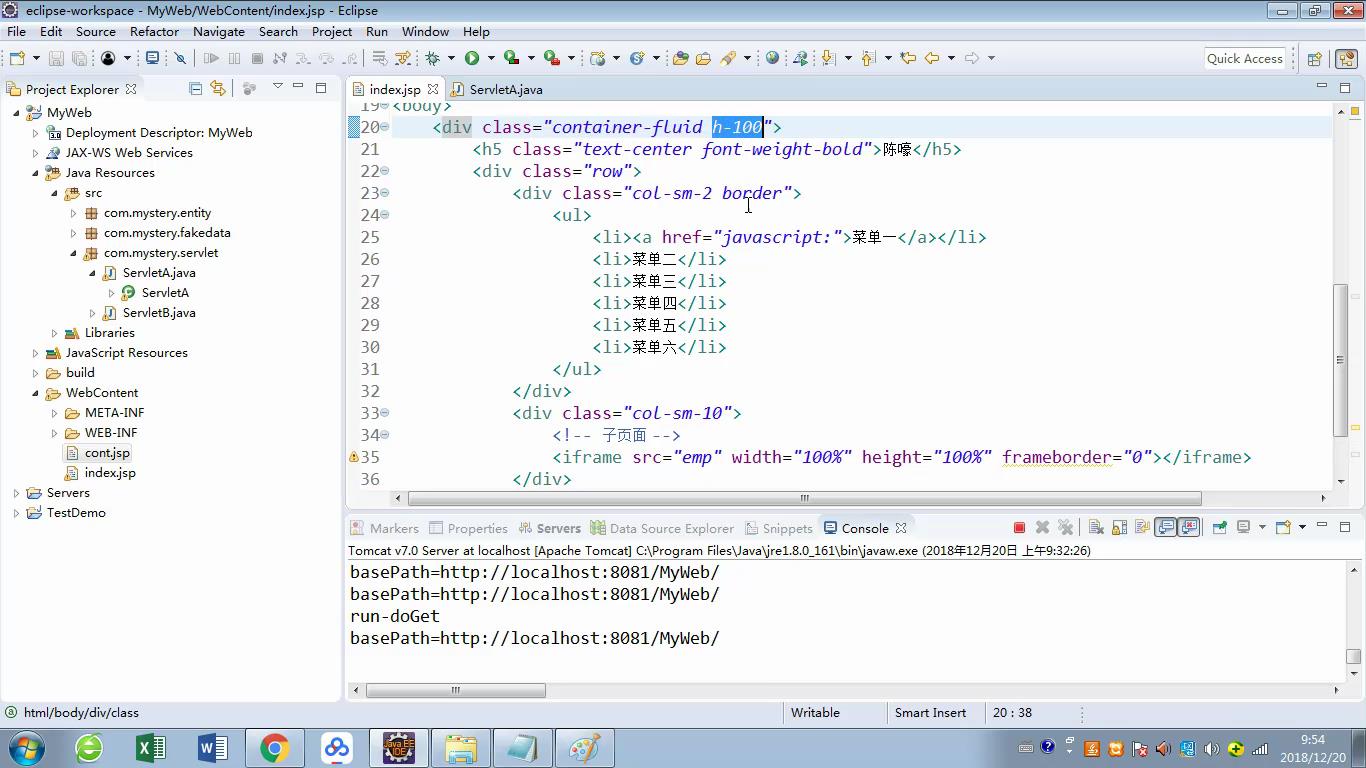 eclipse-workspace - MyWeb/WebContent/index.jsp - Eclipse
File Edit Source Refactor Navigate Search Project Run Window Help
Quick Access
Project Explorer
MyWeb
Deployment Descriptor: MyWeb
JAX-WS Web Services
Java Resources
src
com.mystery.entity
com.mystery.fakedata
com.mystery.servlet
ServletA.java
ServletA
ServletB.java
Libraries
JavaScript Resources
build
WebContent
META-INF
WEB-INF
cont.jsp
index.jsp
Servers
TestDemo
index.jsp ServletA.java
19 <body>
20 <div class="container-fluid h-100">
21 <h5 class="text-center font-weight-bold">陈嚎</h5>
22 <div class="row">
23 <div class="col-sm-2 border">
24 <ul>
25 <li><a href="javascript:">菜单一</a></li>
26 <li>菜单二</li>
27 <li>菜单三</li>
28 <li>菜单四</li>
29 <li>菜单五</li>
30 <li>菜单六</li>
31 </ul>
32 </div>
33 <div class="col-sm-10">
34 <!-- 子页面 -->
35 <iframe src="emp" width="100%" height="100%" frameborder="0"></iframe>
36 </div>
Markers Properties Servers Data Source Explorer Snippets Console
Tomcat v7.0 Server at localhost [Apache Tomcat] C:\Program Files\Java\jre1.8.0_161\bin\javaw.exe (2018年12月20日 上午9:32:26)
basePath=http://localhost:8081/MyWeb/
basePath=http://localhost:8081/MyWeb/
run-doGet
basePath=http://localhost:8081/MyWeb/
html/body/div/class
Writable
Smart Insert
20 : 38
9:54
2018/12/20